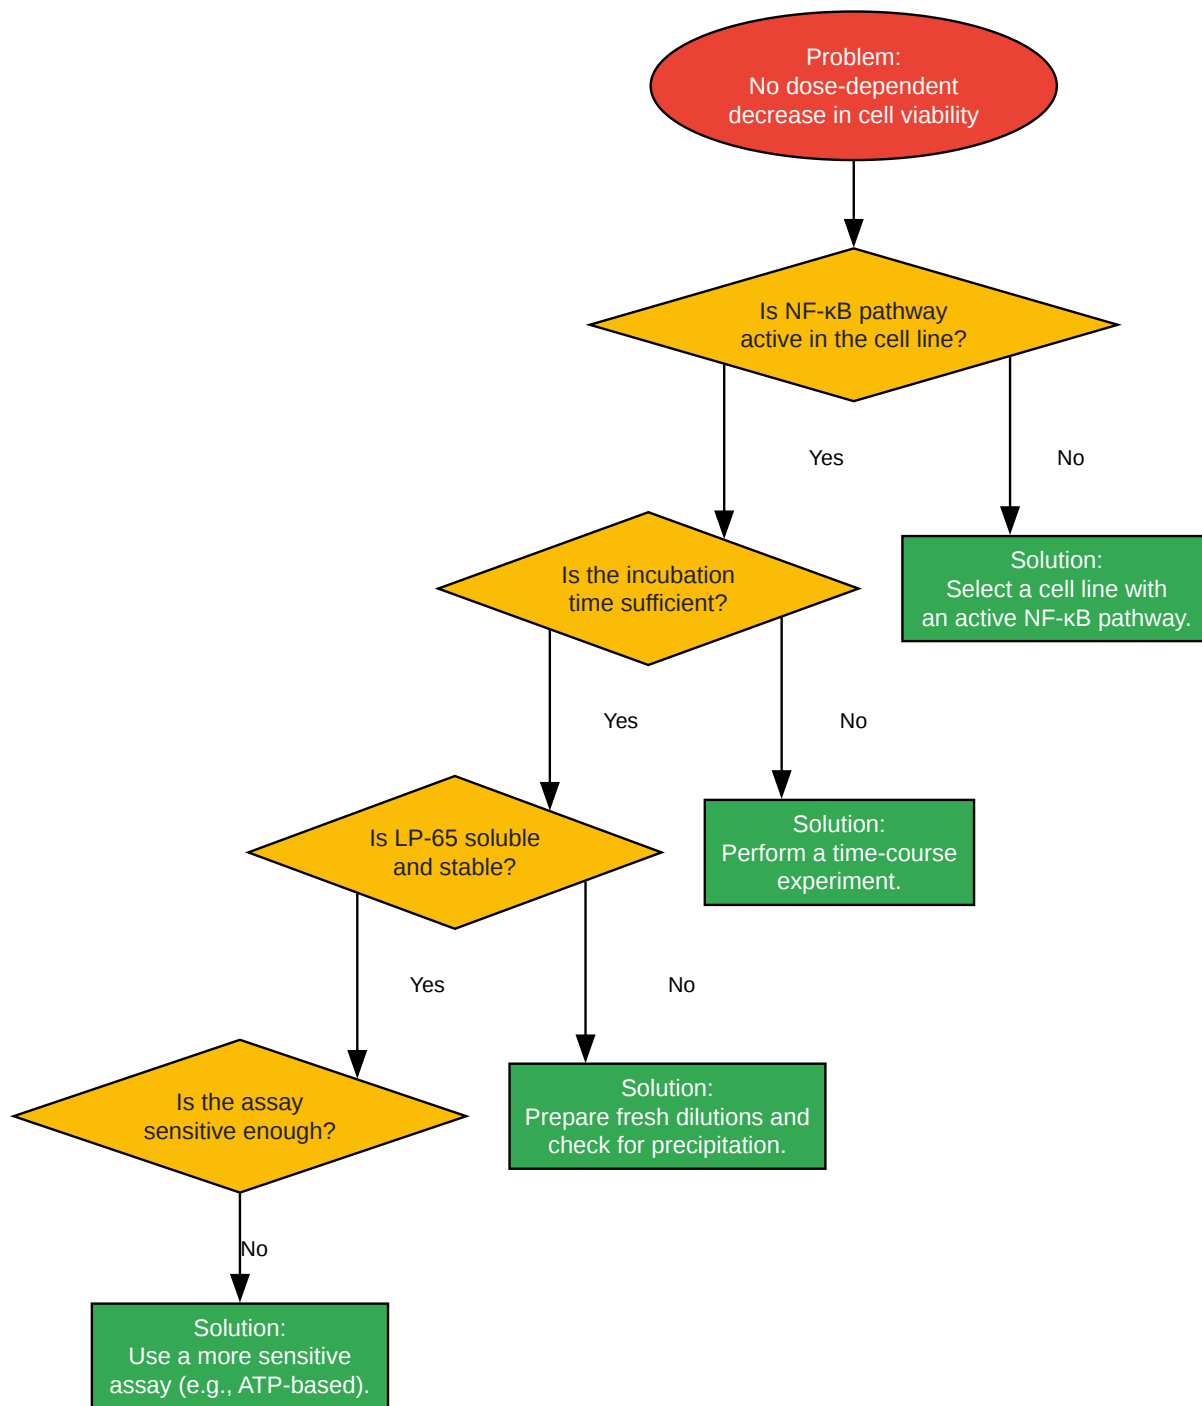 Problem:
No dose-dependent
decrease in cell viability
Is NF-κB pathway
active in the cell line?
Yes
No
Solution:
Select a cell line with
an active NF-κB pathway.
Is the incubation
time sufficient?
Yes
No
Solution:
Perform a time-course
experiment.
Is LP-65 soluble
and stable?
Yes
No
Solution:
Prepare fresh dilutions and
check for precipitation.
Is the assay
sensitive enough?
No
Solution:
Use a more sensitive
assay (e.g., ATP-based).